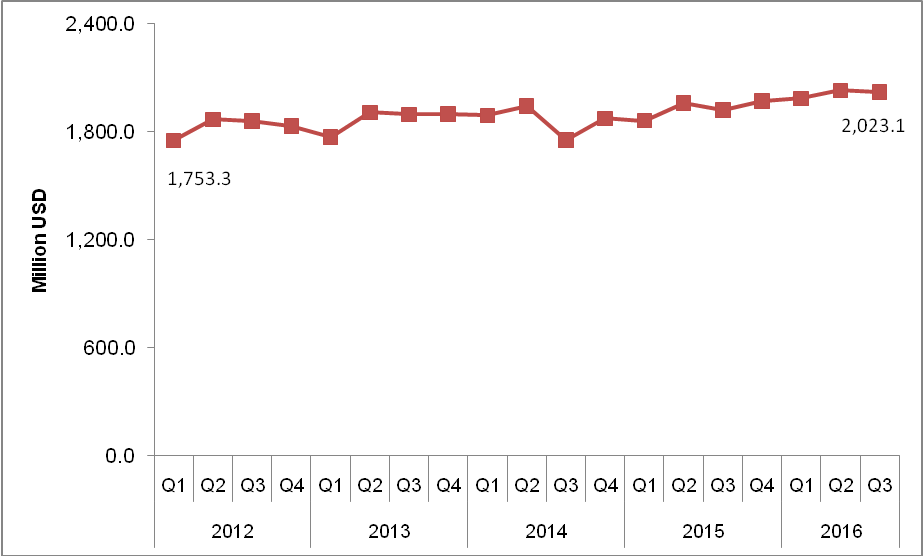 2,400.0
1,800.0
1,200.0
600.0
0.0
Million USD
1,753.3
2,023.1
Q1 Q2 Q3 Q4 Q1 Q2 Q3 Q4 Q1 Q2 Q3 Q4 Q1 Q2 Q3 Q4 Q1 Q2 Q3
2012 2013 2014 2015 2016